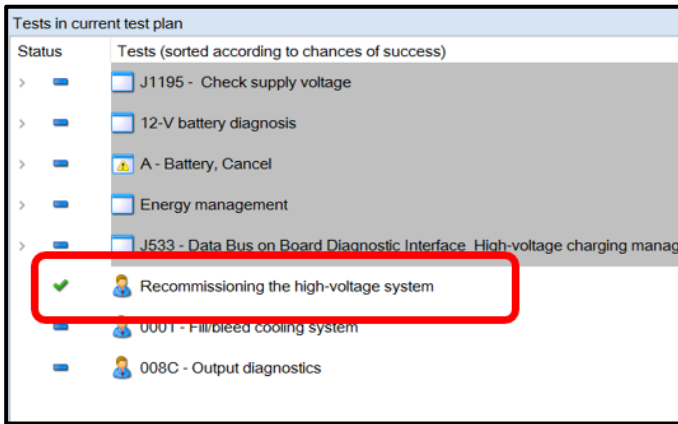 Tests in current test plan
Status Tests (sorted according to chances of success)
J1195 - Check supply voltage
12-V battery diagnosis
A - Battery, Cancel
Energy management
J533 - Data Bus on Board Diagnostic Interface High-voltage charging manag
Recommissioning the high-voltage system
0001 - Fill/bleed cooling system
008C - Output diagnostics